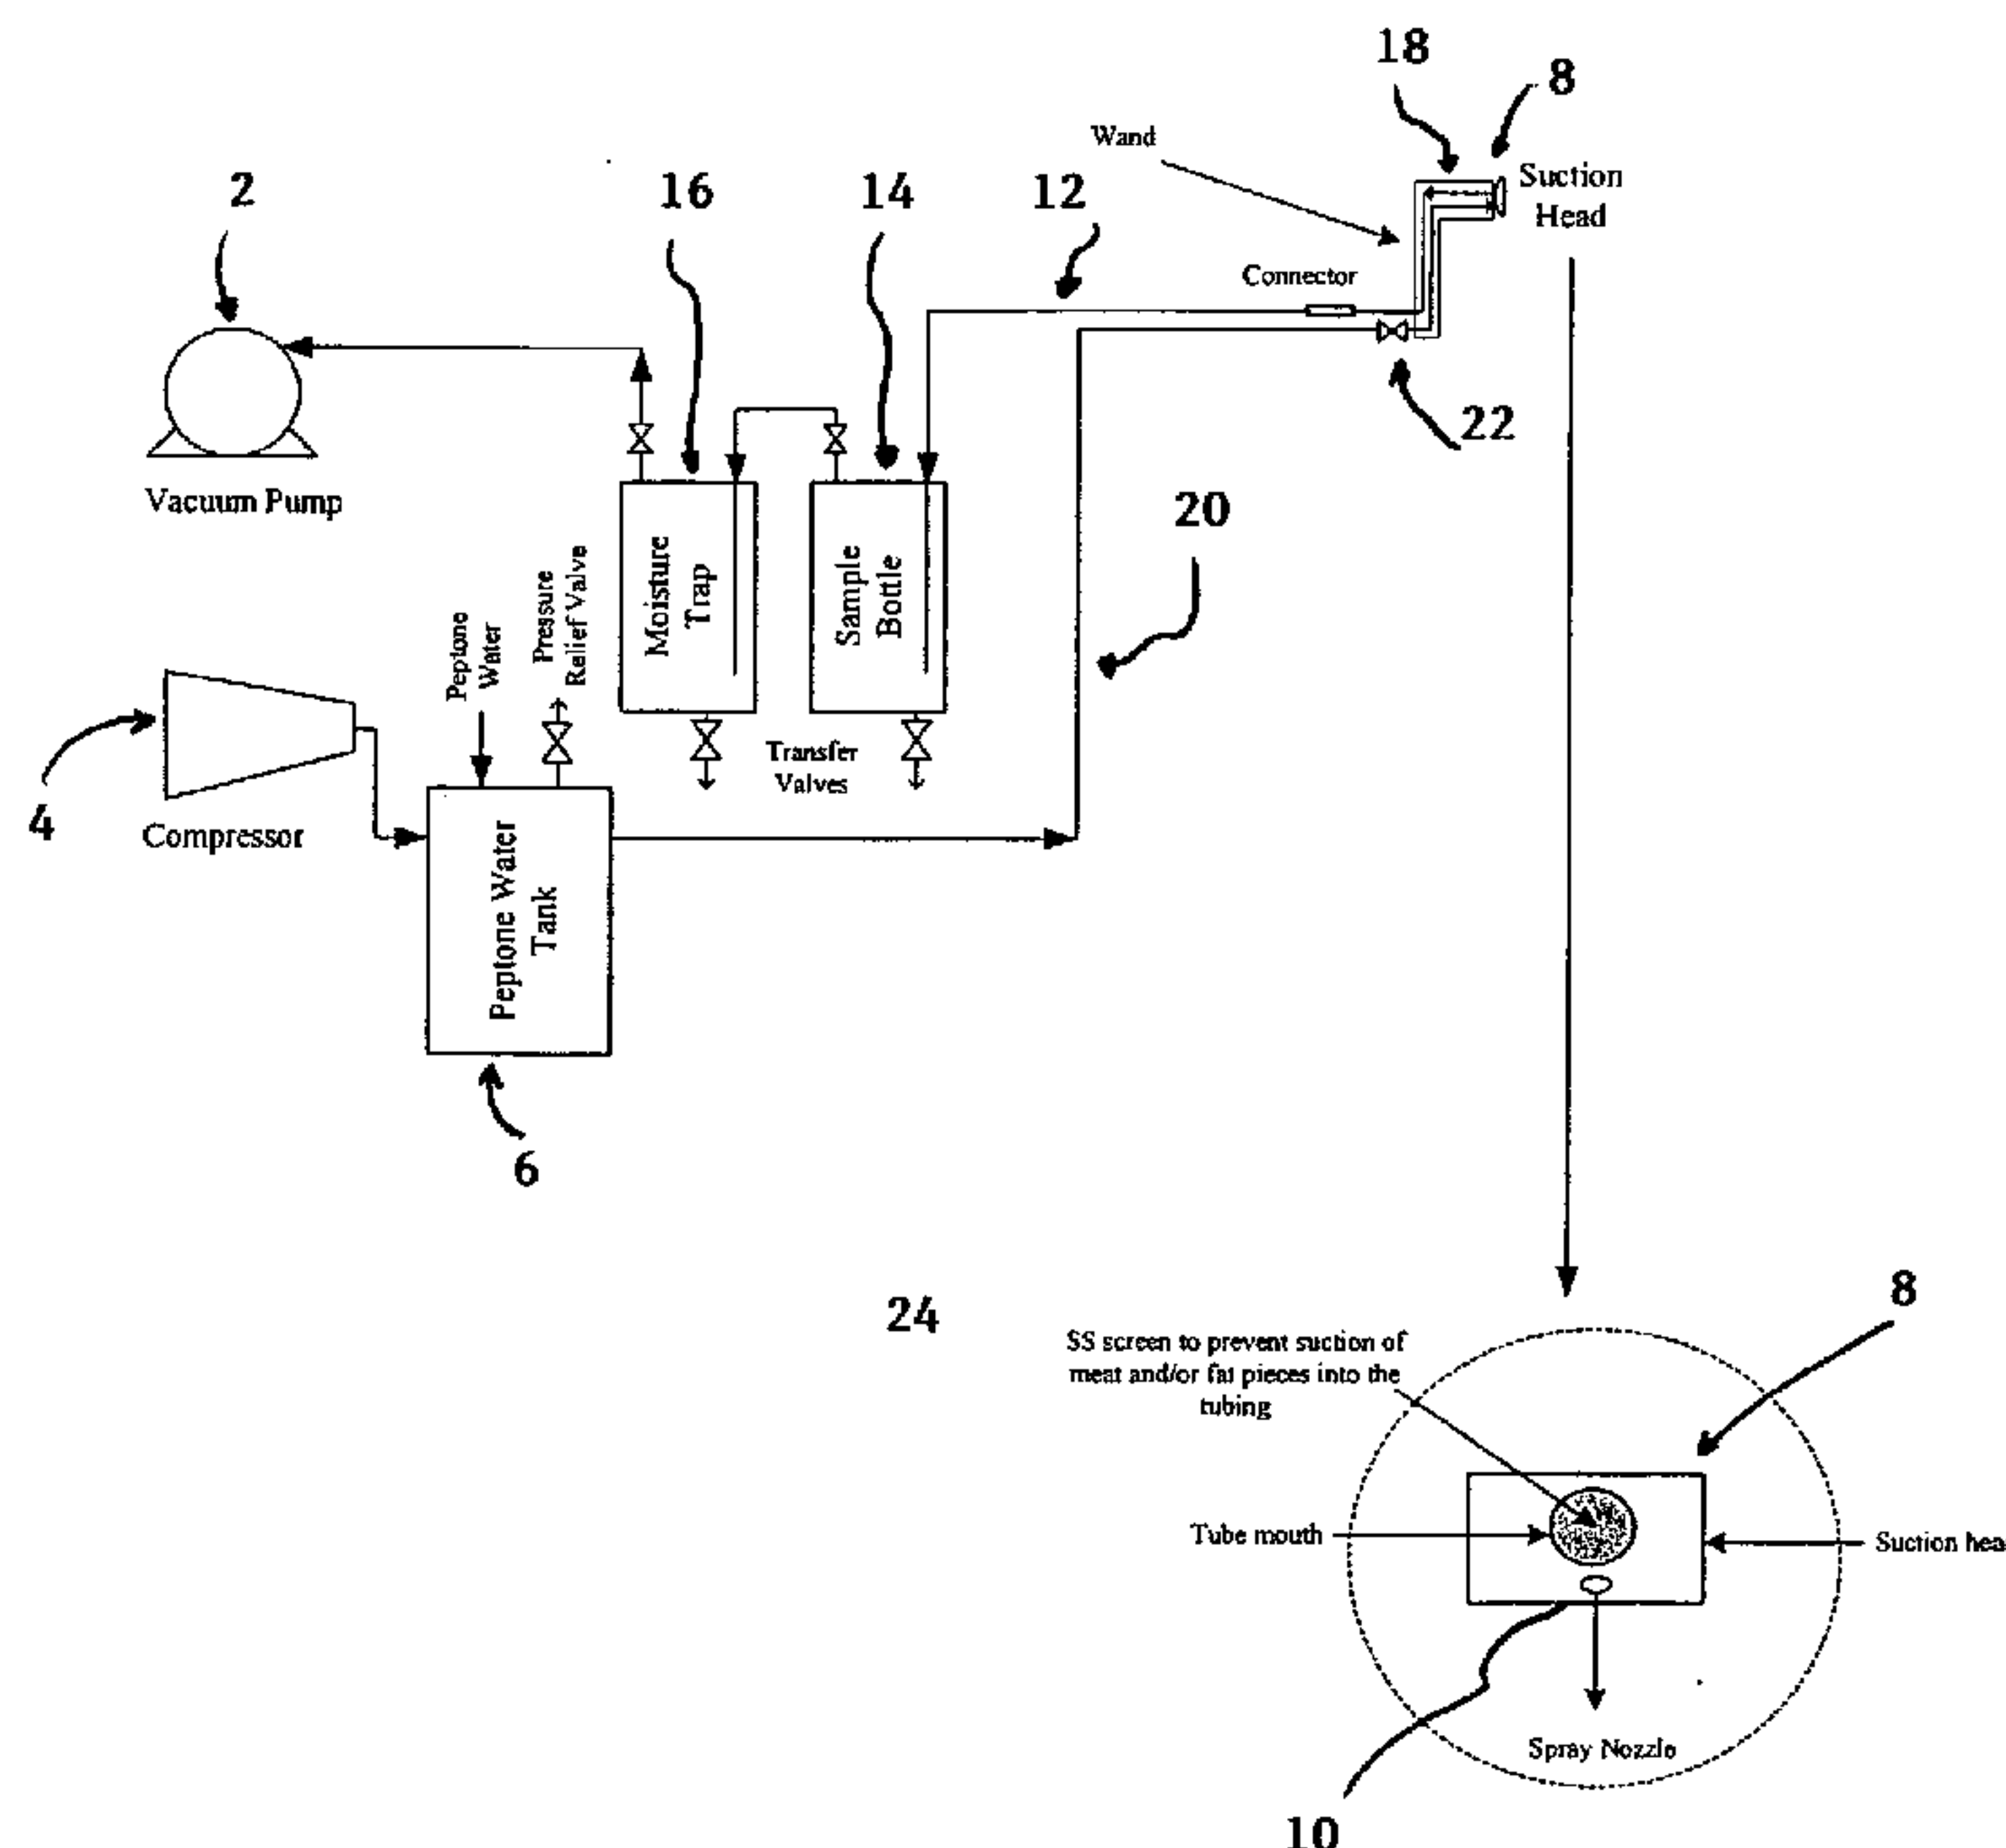 18
8
Wand
Suction
Head
2
16
14
12
Connector
22
Vacuum Pump
20
Moisture
Trap
Sample
Bottle
Pressure
Relief Valve
Peptone
Water
Transfer
Valves
4
Compressor
Peptone Water
Tank
6
24
8
SS screen to prevent suction of
meat and/or fat pieces into the
tubing
Tube mouth
Suction hea
Spray Nozzle
10